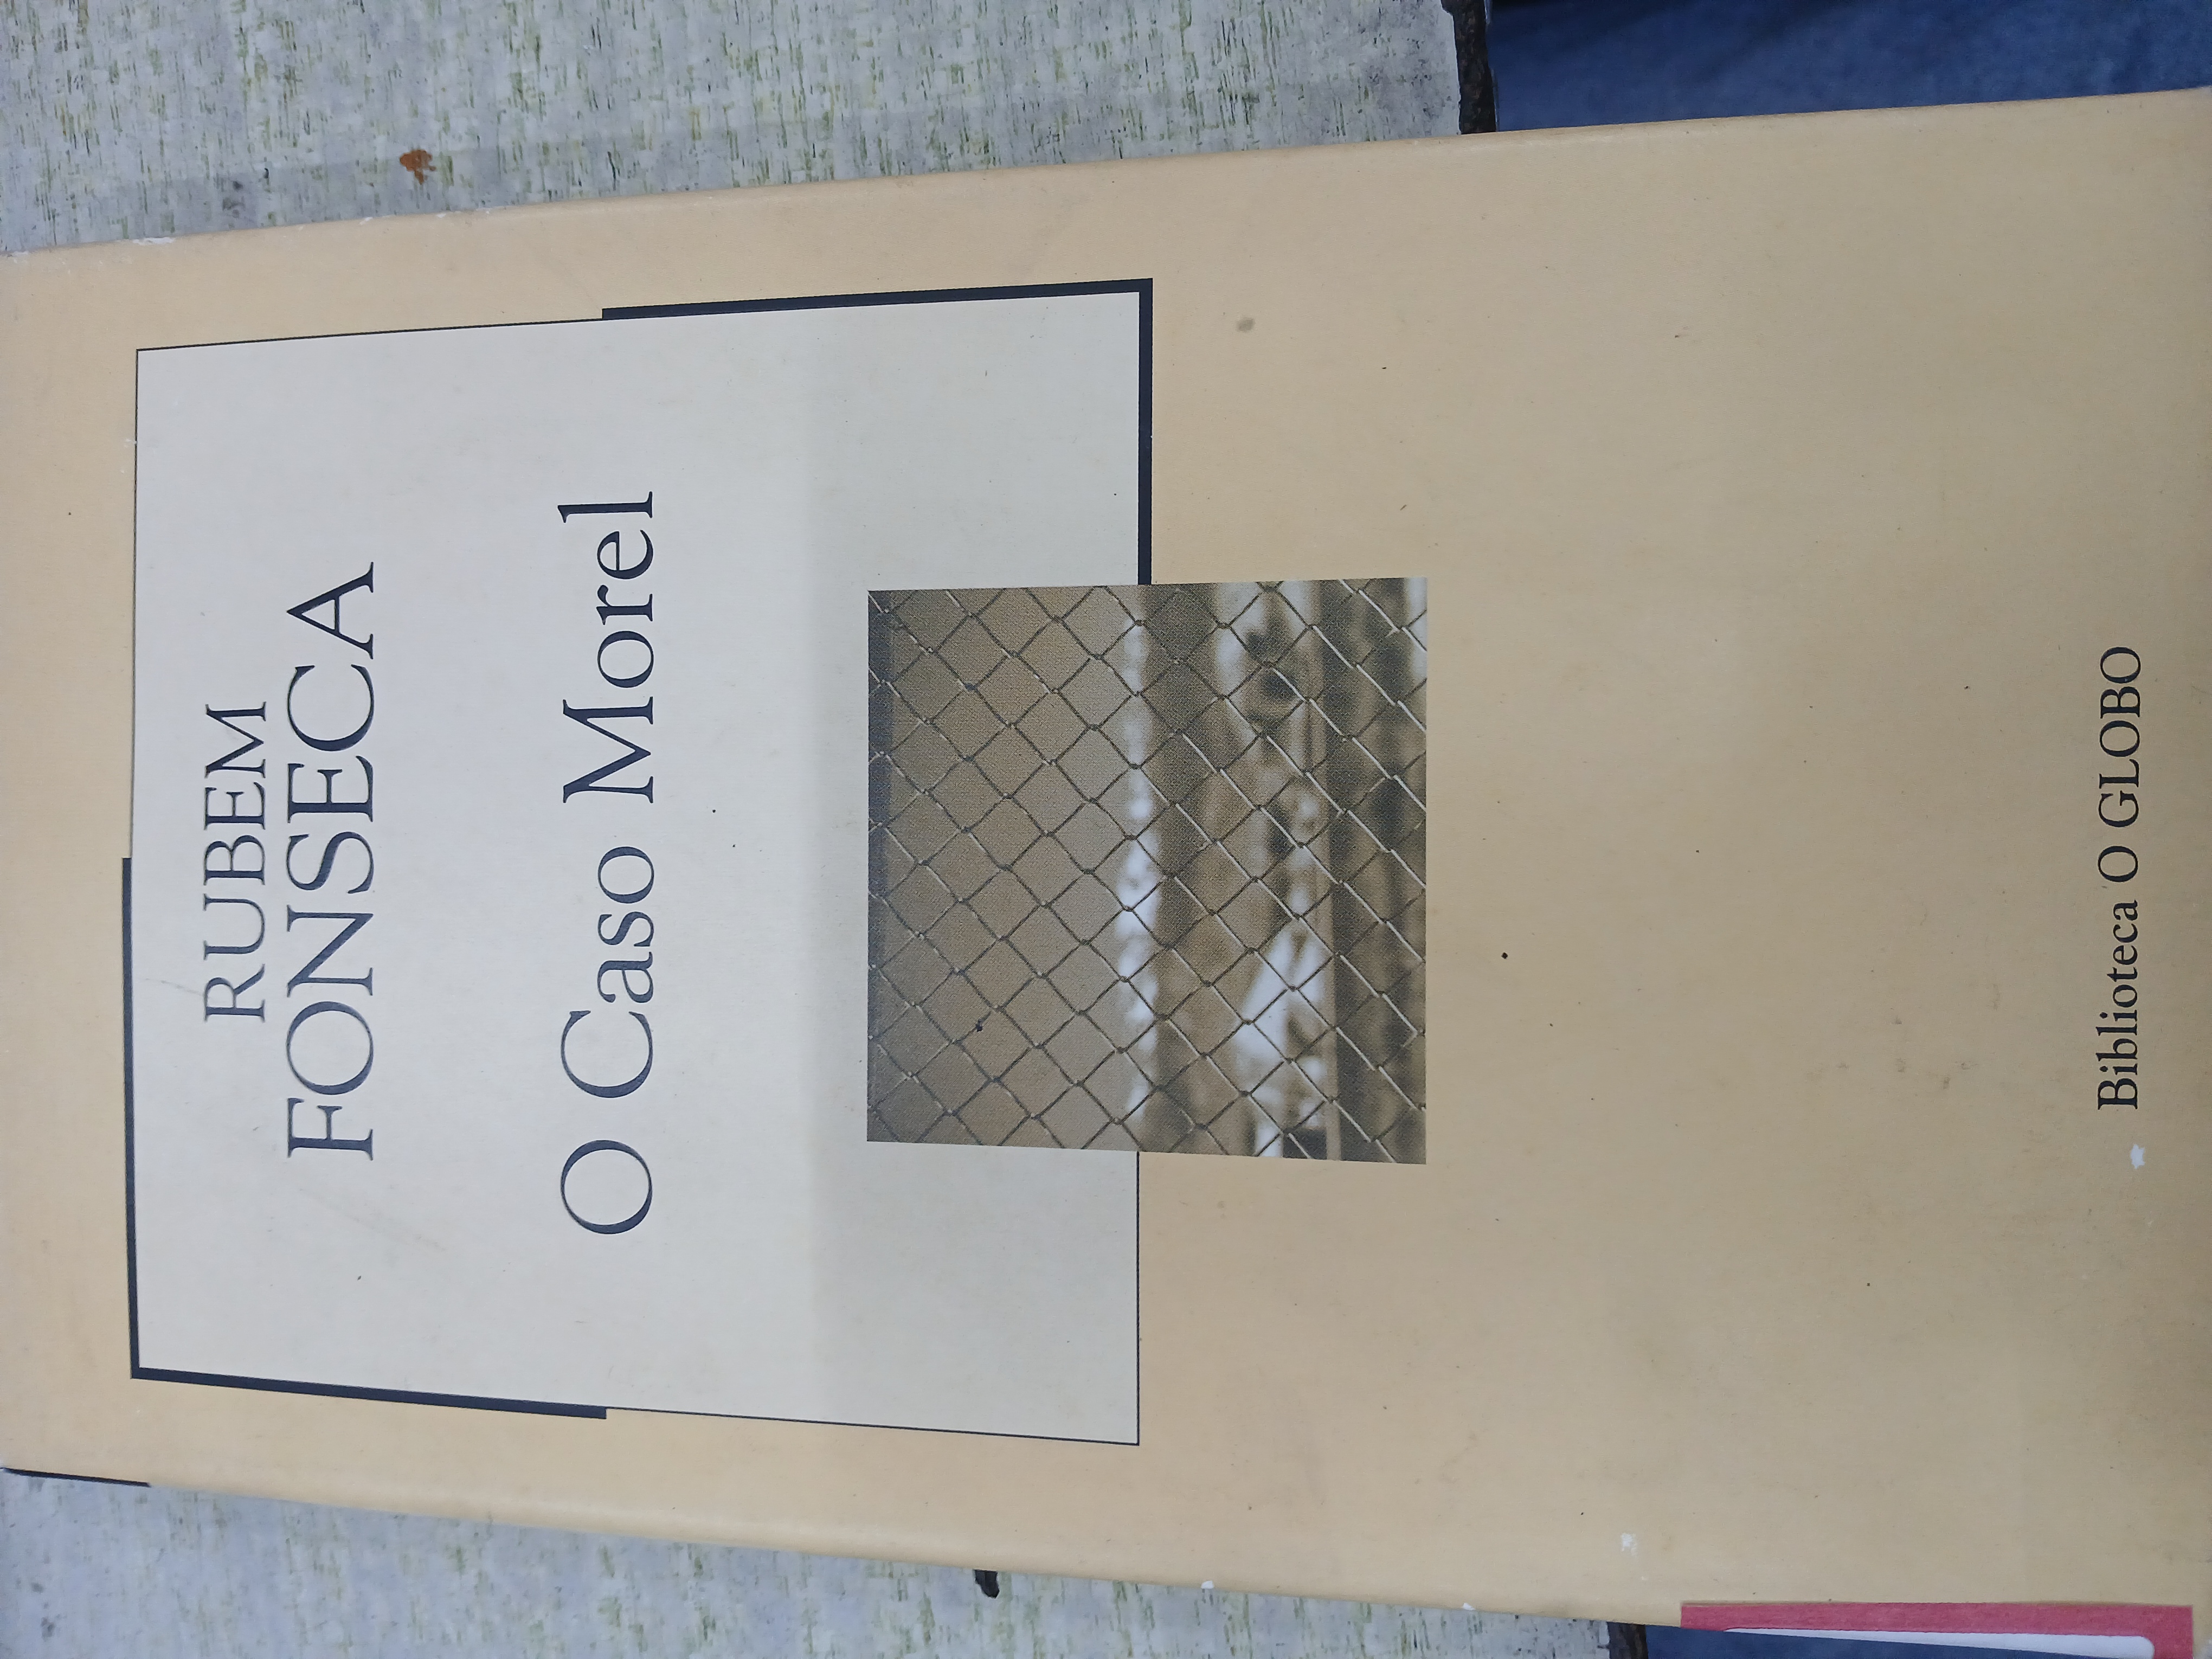 RUBEM
FONSECA
O Caso Morel
Biblioteca O GLOBO